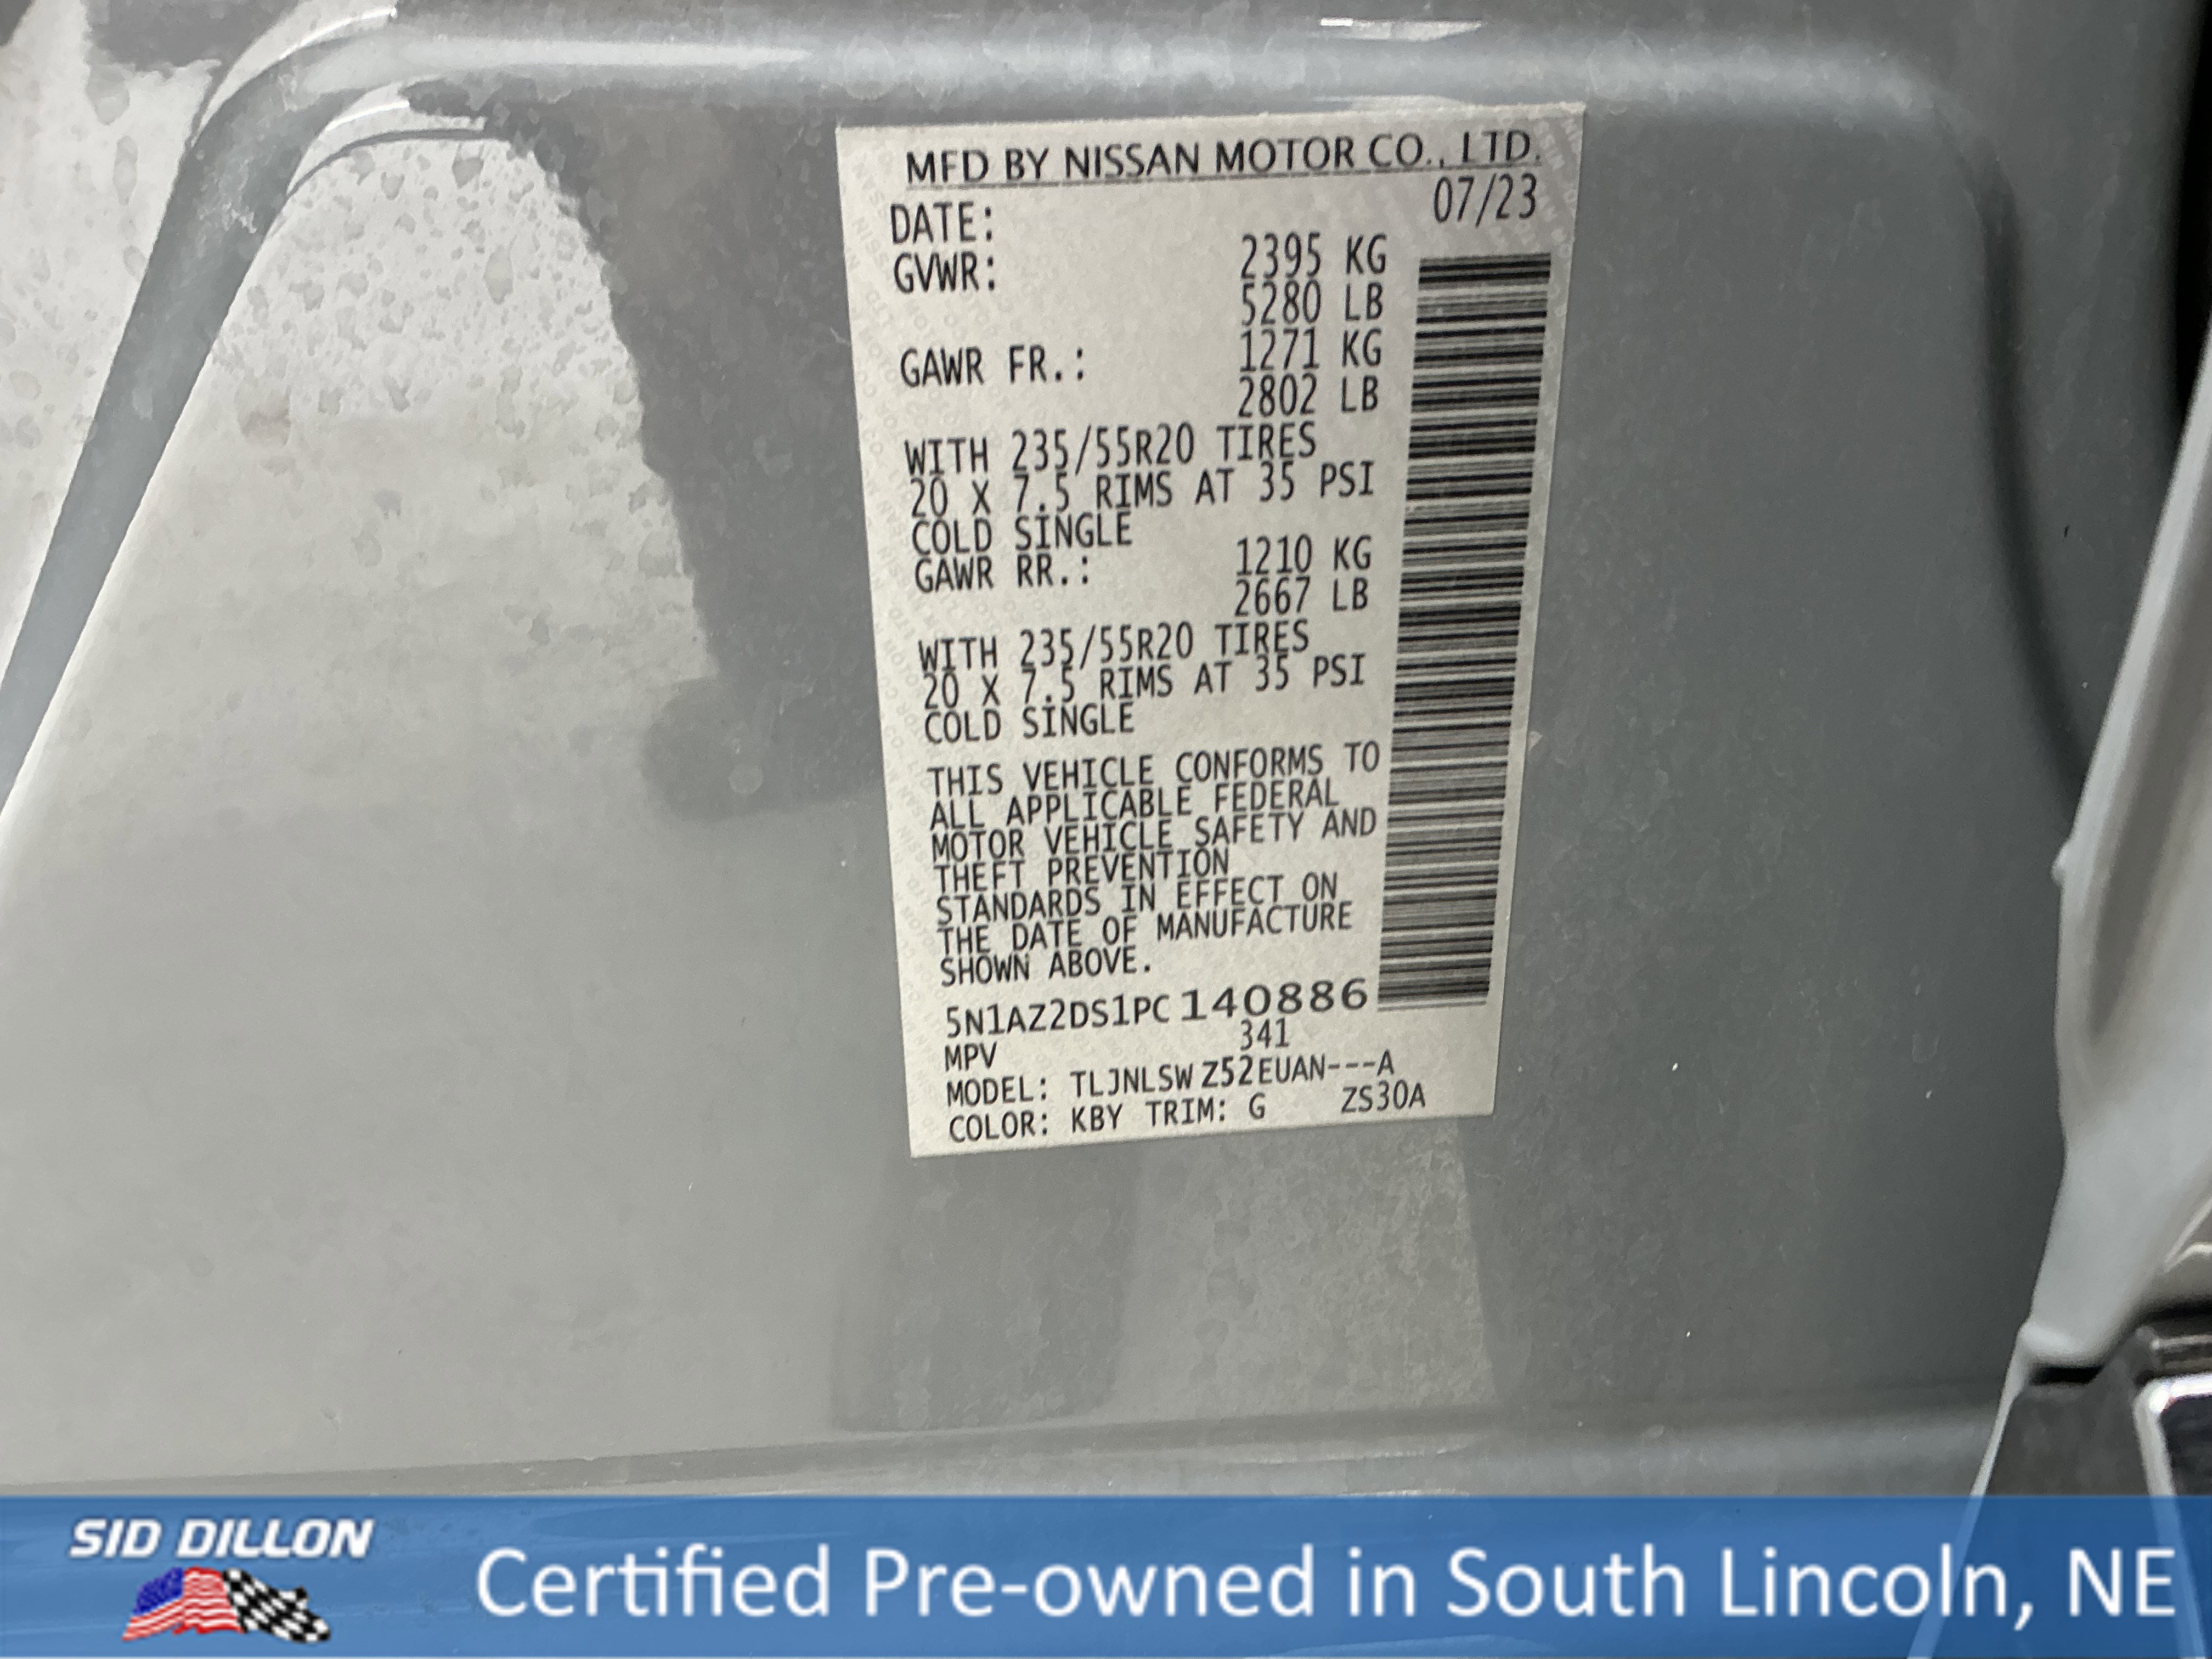 MFD BY NISSAN MOTOR CO., LTD.
DATE: 07/23
GVWR: 2395 KG
5280 LB
GAWR FR.: 1271 KG
2802 LB
WITH 235/55R20 TIRES
20 X 7.5 RIMS AT 35 PSI
COLD SINGLE
GAWR RR.: 1210 KG
2667 LB
WITH 235/55R20 TIRES
20 X 7.5 RIMS AT 35 PSI
COLD SINGLE
THIS VEHICLE CONFORMS TO
ALL APPLICABLE FEDERAL
MOTOR VEHICLE SAFETY AND
THEFT PREVENTION
STANDARDS IN EFFECT ON
THE DATE OF MANUFACTURE
SHOWN ABOVE.
5N1AZ2DS1PC140886
MPV 341
MODEL: TLJNLSW Z52EUAN---A
COLOR: KBY TRIM: G ZS30A
SID DILLON
Certified Pre-owned in South Lincoln, NE